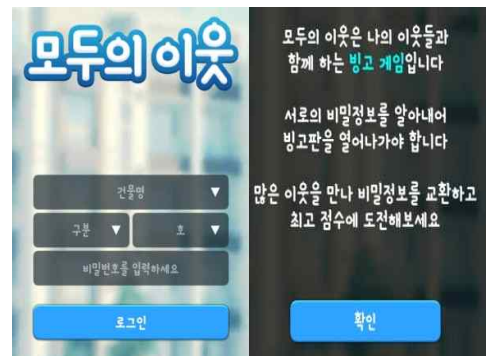 모두의 이웃
건물명
구분
호
비밀번호를 입력하세요
로그인
모두의 이웃은 나의 이웃들과
함께 하는 빙고 게임입니다
서로의 비밀정보를 알아내어
빙고판을 열어나가야 합니다
많은 이웃을 만나 비밀정보를 교환하고
최고 점수에 도전해보세요
확인